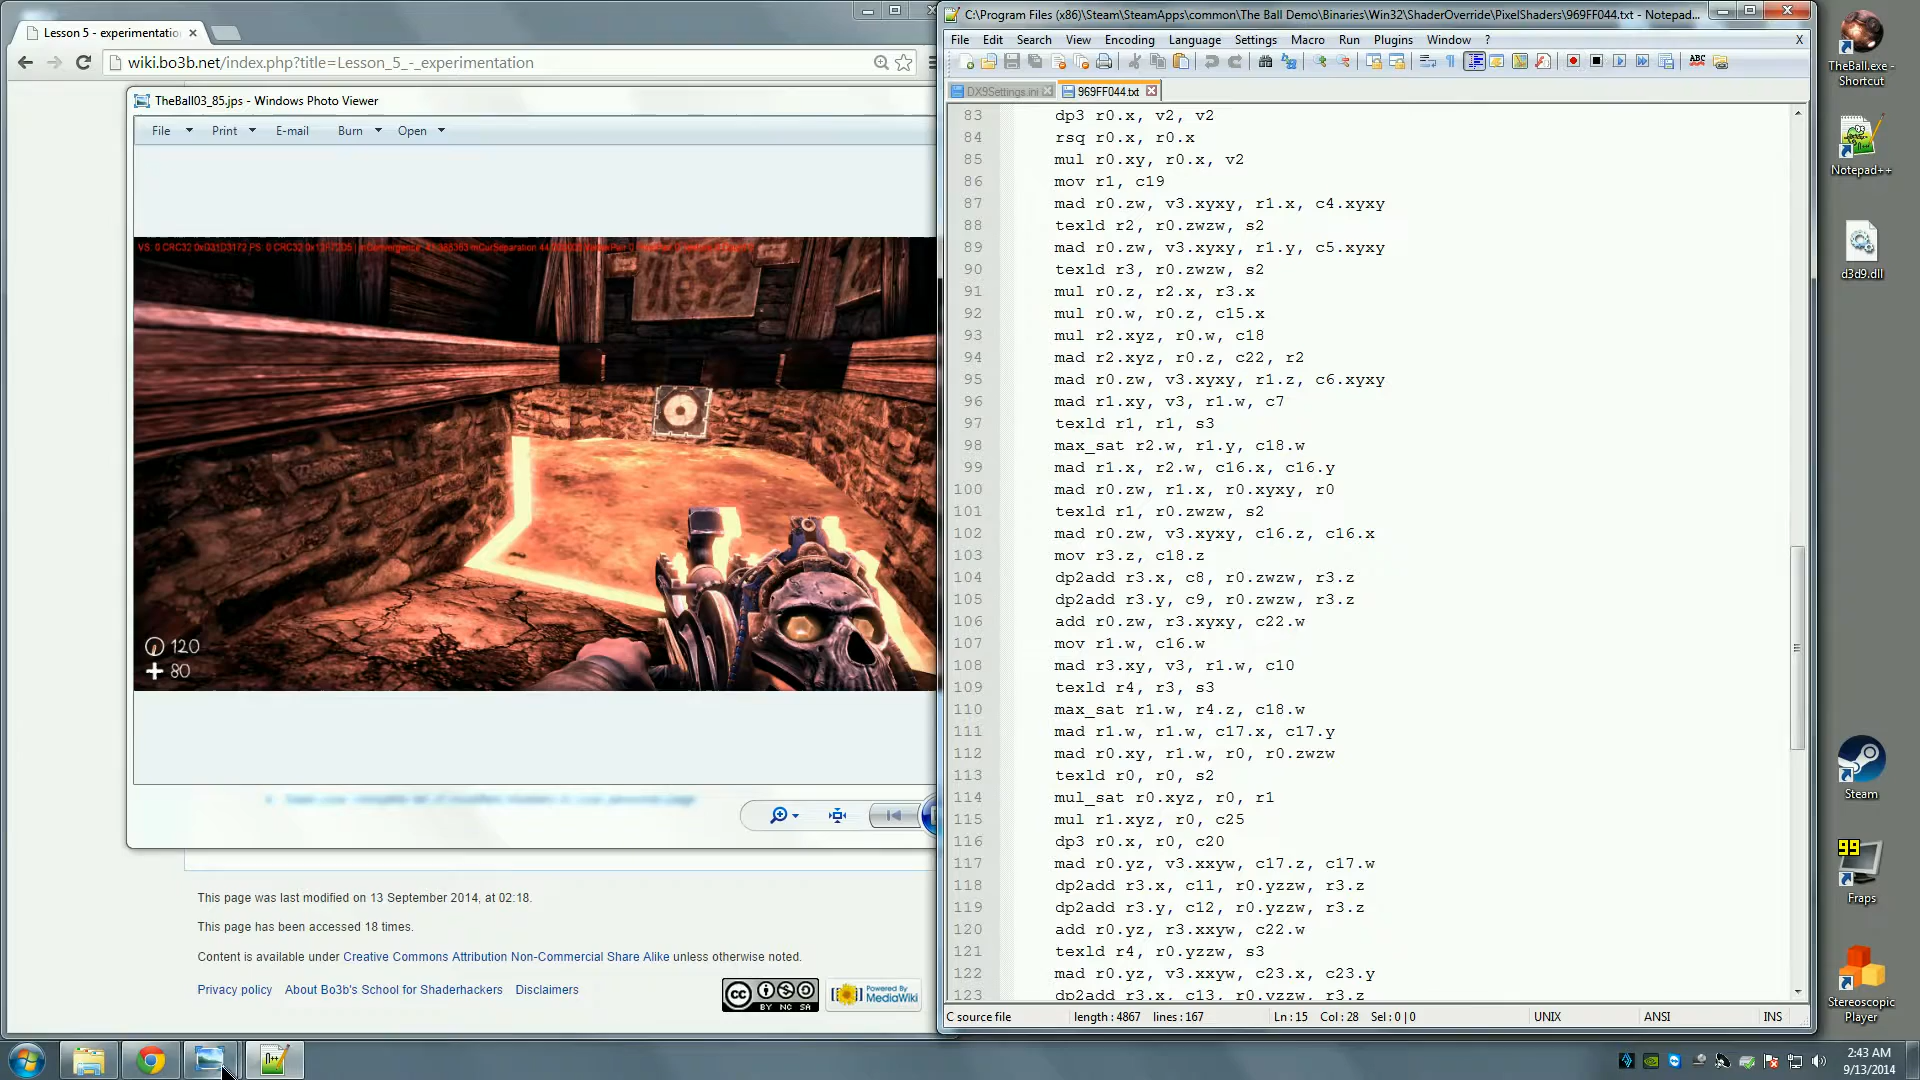 Lesson 5 - experimentatio
wiki.bo3b.net/index.php?title=Lesson_5_-_experimentation
TheBall03_85.jps - Windows Photo Viewer
File Print E-mail Burn Open
120
80
This page was last modified on 13 September 2014, at 02:18.
This page has been accessed 18 times.
Content is available under Creative Commons Attribution Non-Commercial Share Alike unless otherwise noted.
Privacy policy About Bo3b's School for Shaderhackers Disclaimers
cc BY NC SA
Powered By MediaWiki
C:\Program Files (x86)\Steam\SteamApps\common\The Ball Demo\Binaries\Win32\ShaderOverride\PixelShaders\969FF044.txt - Notepad...
File Edit Search View Encoding Language Settings Macro Run Plugins Window ? X
DX9Settings.ini 969FF044.txt
83 dp3 r0.x, v2, v2
84 rsq r0.x, r0.x
85 mul r0.xy, r0.x, v2
86 mov r1, c19
87 mad r0.zw, v3.xyxy, r1.x, c4.xyxy
88 texld r2, r0.zwzw, s2
89 mad r0.zw, v3.xyxy, r1.y, c5.xyxy
90 texld r3, r0.zwzw, s2
91 mul r0.z, r2.x, r3.x
92 mul r0.w, r0.z, c15.x
93 mul r2.xyz, r0.w, c18
94 mad r2.xyz, r0.z, c22, r2
95 mad r0.zw, v3.xyxy, r1.z, c6.xyxy
96 mad r1.xy, v3, r1.w, c7
97 texld r1, r1, s3
98 max_sat r2.w, r1.y, c18.w
99 mad r1.x, r2.w, c16.x, c16.y
100 mad r0.zw, r1.x, r0.xyxy, r0
101 texld r1, r0.zwzw, s2
102 mad r0.zw, v3.xyxy, c16.z, c16.x
103 mov r3.z, c18.z
104 dp2add r3.x, c8, r0.zwzw, r3.z
105 dp2add r3.y, c9, r0.zwzw, r3.z
106 add r0.zw, r3.xyxy, c22.w
107 mov r1.w, c16.w
108 mad r3.xy, v3, r1.w, c10
109 texld r4, r3, s3
110 max_sat r1.w, r4.z, c18.w
111 mad r1.w, r1.w, c17.x, c17.y
112 mad r0.xy, r1.w, r0, r0.zwzw
113 texld r0, r0, s2
114 mul_sat r0.xyz, r0, r1
115 mul r1.xyz, r0, c25
116 dp3 r0.x, r0, c20
117 mad r0.yz, v3.xxyw, c17.z, c17.w
118 dp2add r3.x, c11, r0.yzzw, r3.z
119 dp2add r3.y, c12, r0.yzzw, r3.z
120 add r0.yz, r3.xxyw, c22.w
121 texld r4, r0.yzzw, s3
122 mad r0.yz, v3.xxyw, c23.x, c23.y
123 dp2add r3.x, c13, r0.yzzw, r3.z
C source file length : 4867 lines : 167 Ln : 15 Col : 28 Sel : 0 | 0 UNIX ANSI INS
TheBall.exe - Shortcut
Notepad++
d3d9.dll
Steam
99
Fraps
Stereoscopic Player
2:43 AM
9/13/2014